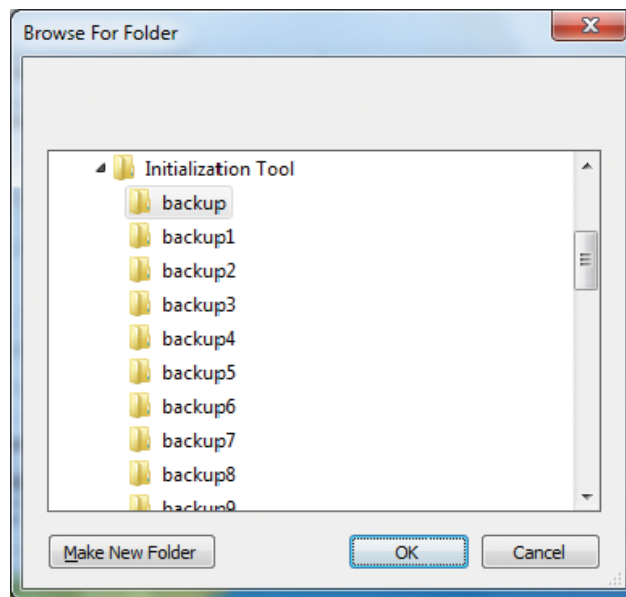 Browse For Folder
Initialization Tool
backup
backup1
backup2
backup3
backup4
backup5
backup6
backup7
backup8
backup9
Make New Folder
OK
Cancel